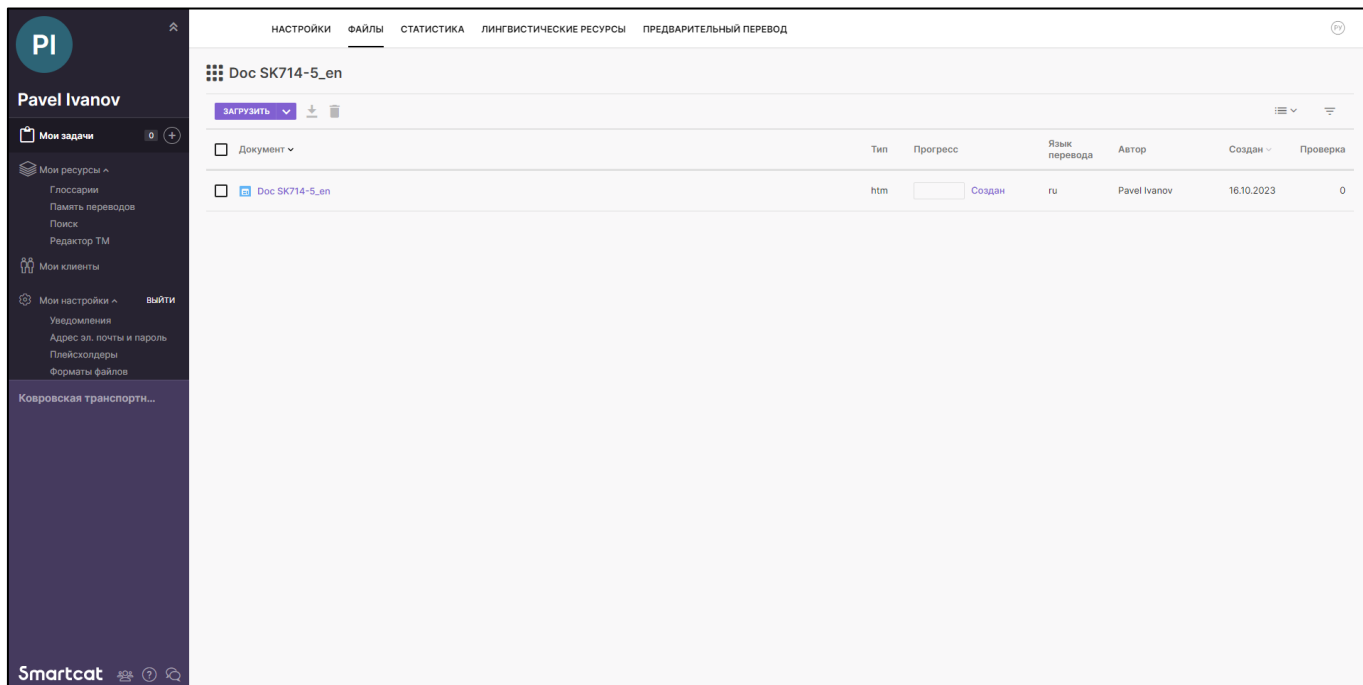 PI
Pavel Ivanov
Мои задачи 0
Мои ресурсы
Глоссарии
Память переводов
Поиск
Редактор ТМ
Мои клиенты
Мои настройки ВЫЙТИ
Уведомления
Адрес эл. почты и пароль
Плейсхолдеры
Форматы файлов
Ковровская транспортн...
Smartcat ?
НАСТРОЙКИ ФАЙЛЫ СТАТИСТИКА ЛИНГВИСТИЧЕСКИЕ РЕСУРСЫ ПРЕДВАРИТЕЛЬНЫЙ ПЕРЕВОД РУ
Doc SK714-5_en
ЗАГРУЗИТЬ
Документ Тип Прогресс Язык перевода Автор Создан Проверка
Doc SK714-5_en htm Создан ru Pavel Ivanov 16.10.2023 0